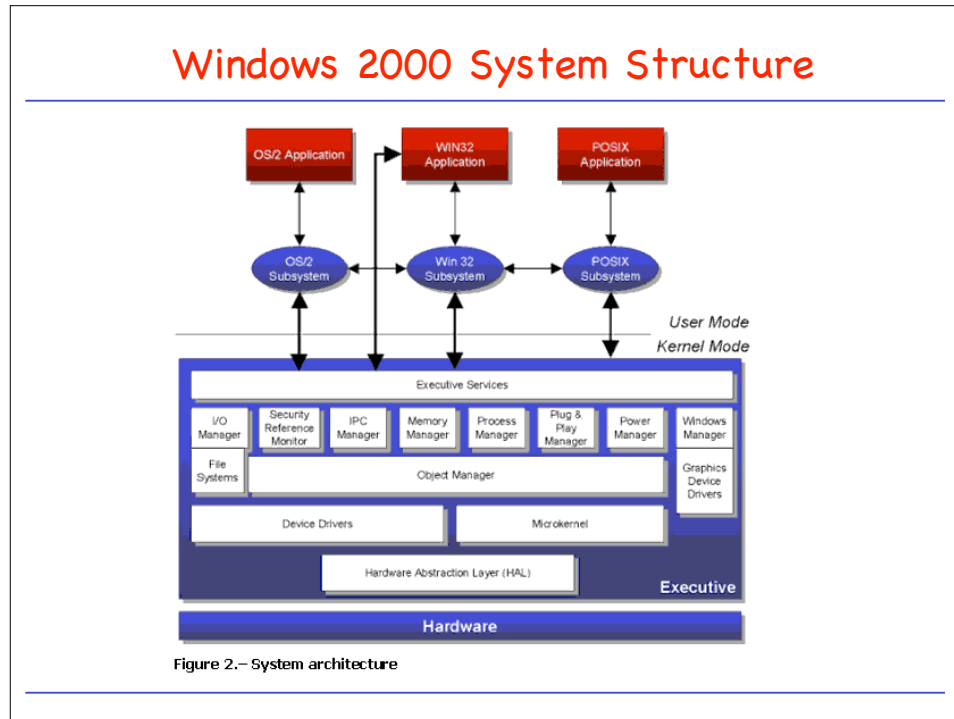 Windows 2000 System Structure
OS/2 Application
WIN32
Application
POSIX
Application
OS/2
Subsystem
Win 32
Subsystem
POSIX
Subsystem
User Mode
Kernel Mode
Executive Services
I/O
Manager
Security
Reference
Monitor
IPC
Manager
Memory
Manager
Process
Manager
Plug &
Play
Manager
Power
Manager
Windows
Manager
File
Systems
Object Manager
Graphics
Device
Drivers
Device Drivers
Microkernel
Hardware Abstraction Layer (HAL)
Executive
Hardware
Figure 2.– System architecture